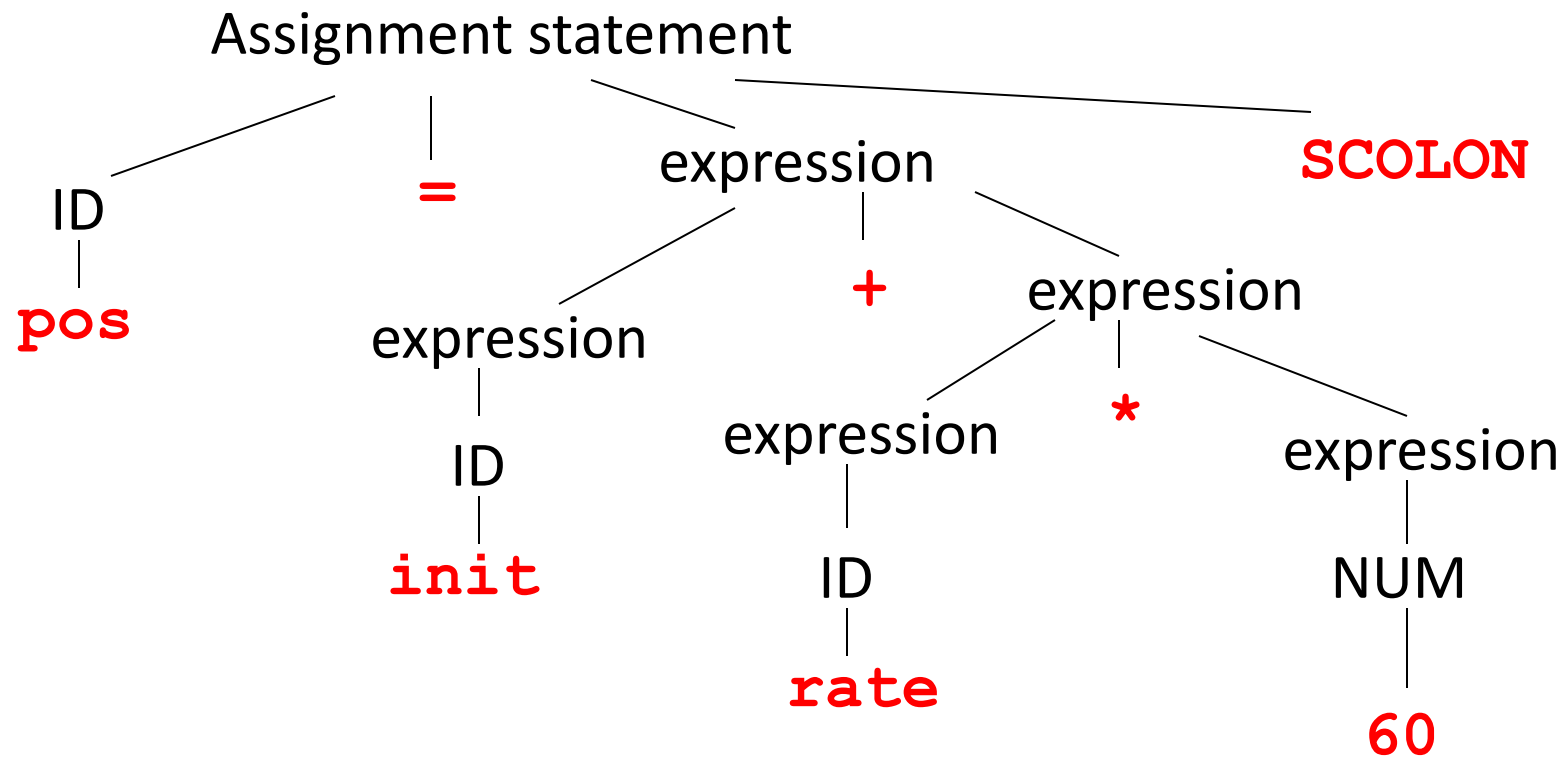 Assignment statement
ID
=
expression
SCOLON
pos
expression
+
expression
ID
init
expression
*
expression
ID
rate
NUM
60